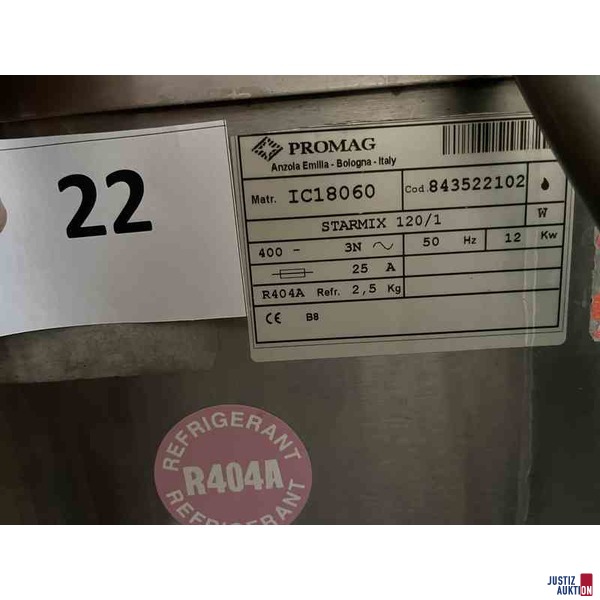 22
PROMAG
Anzola Emilia - Bologna - Italy
Matr. IC18060 Cod. 843522102
STARMIX 120/1 W
400 - 3N ~ 50 Hz 12 Kw
25 A
R404A Refr. 2,5 Kg
CE B8
REFRIGERANT
R404A
REFRIGERANT
JUSTIZ
AUKTION